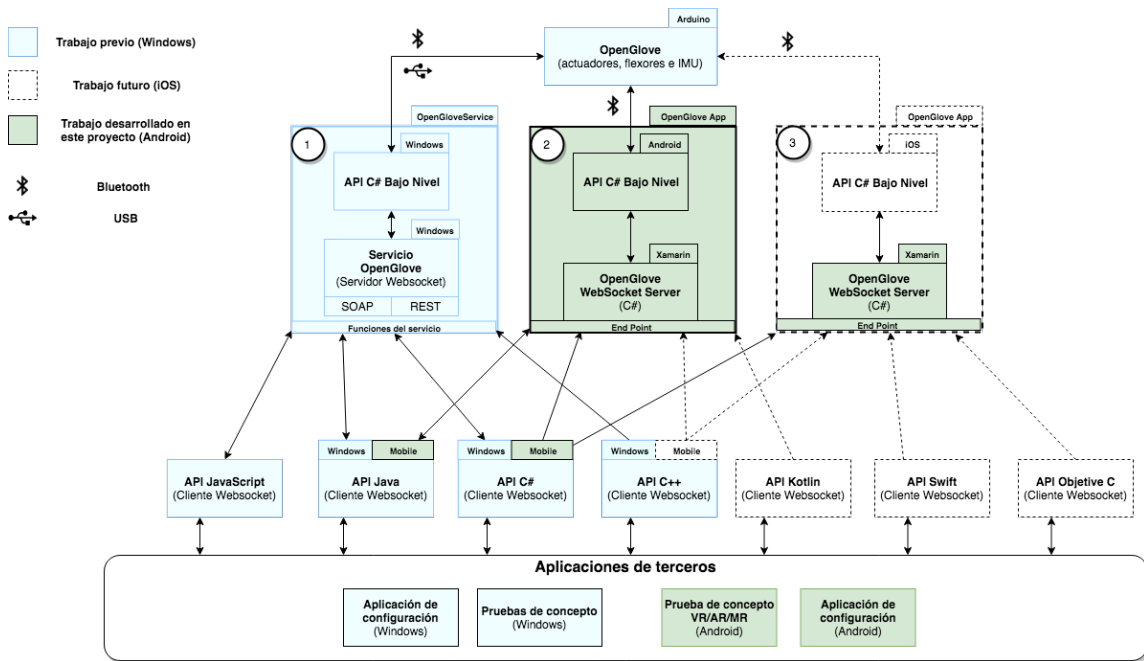 Trabajo previo (Windows)
Trabajo futuro (iOS)
Trabajo desarrollado en
este proyecto (Android)
Bluetooth
USB
Arduino
OpenGlove
(actuadores, flexores e IMU)
OpenGloveService
1
Windows
API C# Bajo Nivel
Windows
Servicio
OpenGlove
(Servidor Websocket)
SOAP
REST
Funciones del servicio
OpenGlove App
2
Android
API C# Bajo Nivel
Xamarin
OpenGlove
WebSocket Server
(C#)
End Point
OpenGlove App
3
iOS
API C# Bajo Nivel
Xamarin
OpenGlove
WebSocket Server
(C#)
End Point
API JavaScript
(Cliente Websocket)
Windows
Mobile
API Java
(Cliente Websocket)
Windows
Mobile
API C#
(Cliente Websocket)
Windows
Mobile
API C++
(Cliente Websocket)
API Kotlin
(Cliente Websocket)
API Swift
(Cliente Websocket)
API Objetive C
(Cliente Websocket)
Aplicaciones de terceros
Aplicación de
configuración
(Windows)
Pruebas de concepto
(Windows)
Prueba de concepto
VR/AR/MR
(Android)
Aplicación de
configuración
(Android)